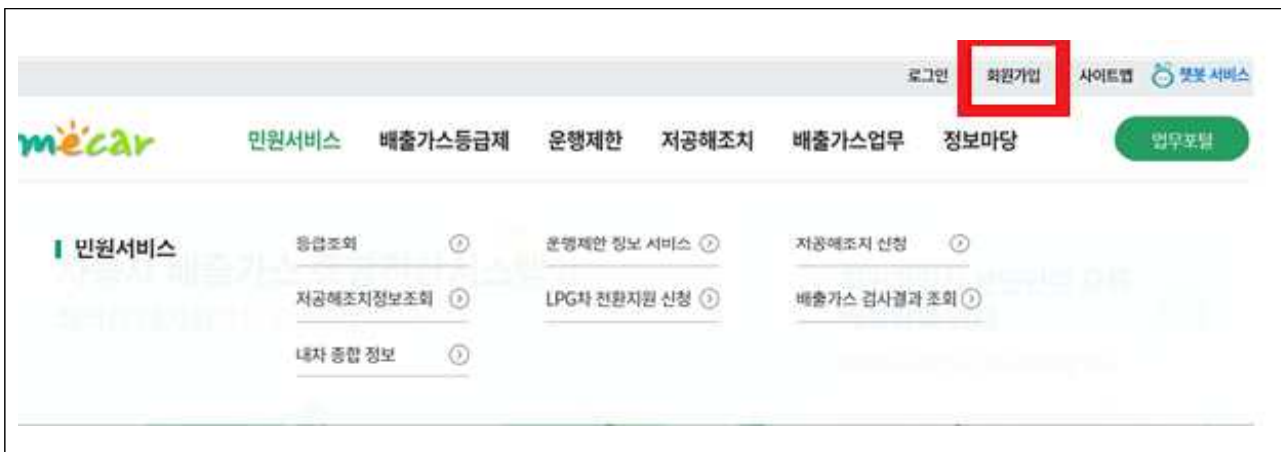 로그인 회원가입 사이트맵 챗봇 서비스
mecar 민원서비스 배출가스등급제 운행제한 저공해조치 배출가스업무 정보마당 업무포털
민원서비스 등급조회 운행제한 정보 서비스 저공해조치 신청
저공해조치정보조회 LPG차 전환지원 신청 배출가스 검사결과 조회
내차 종합 정보